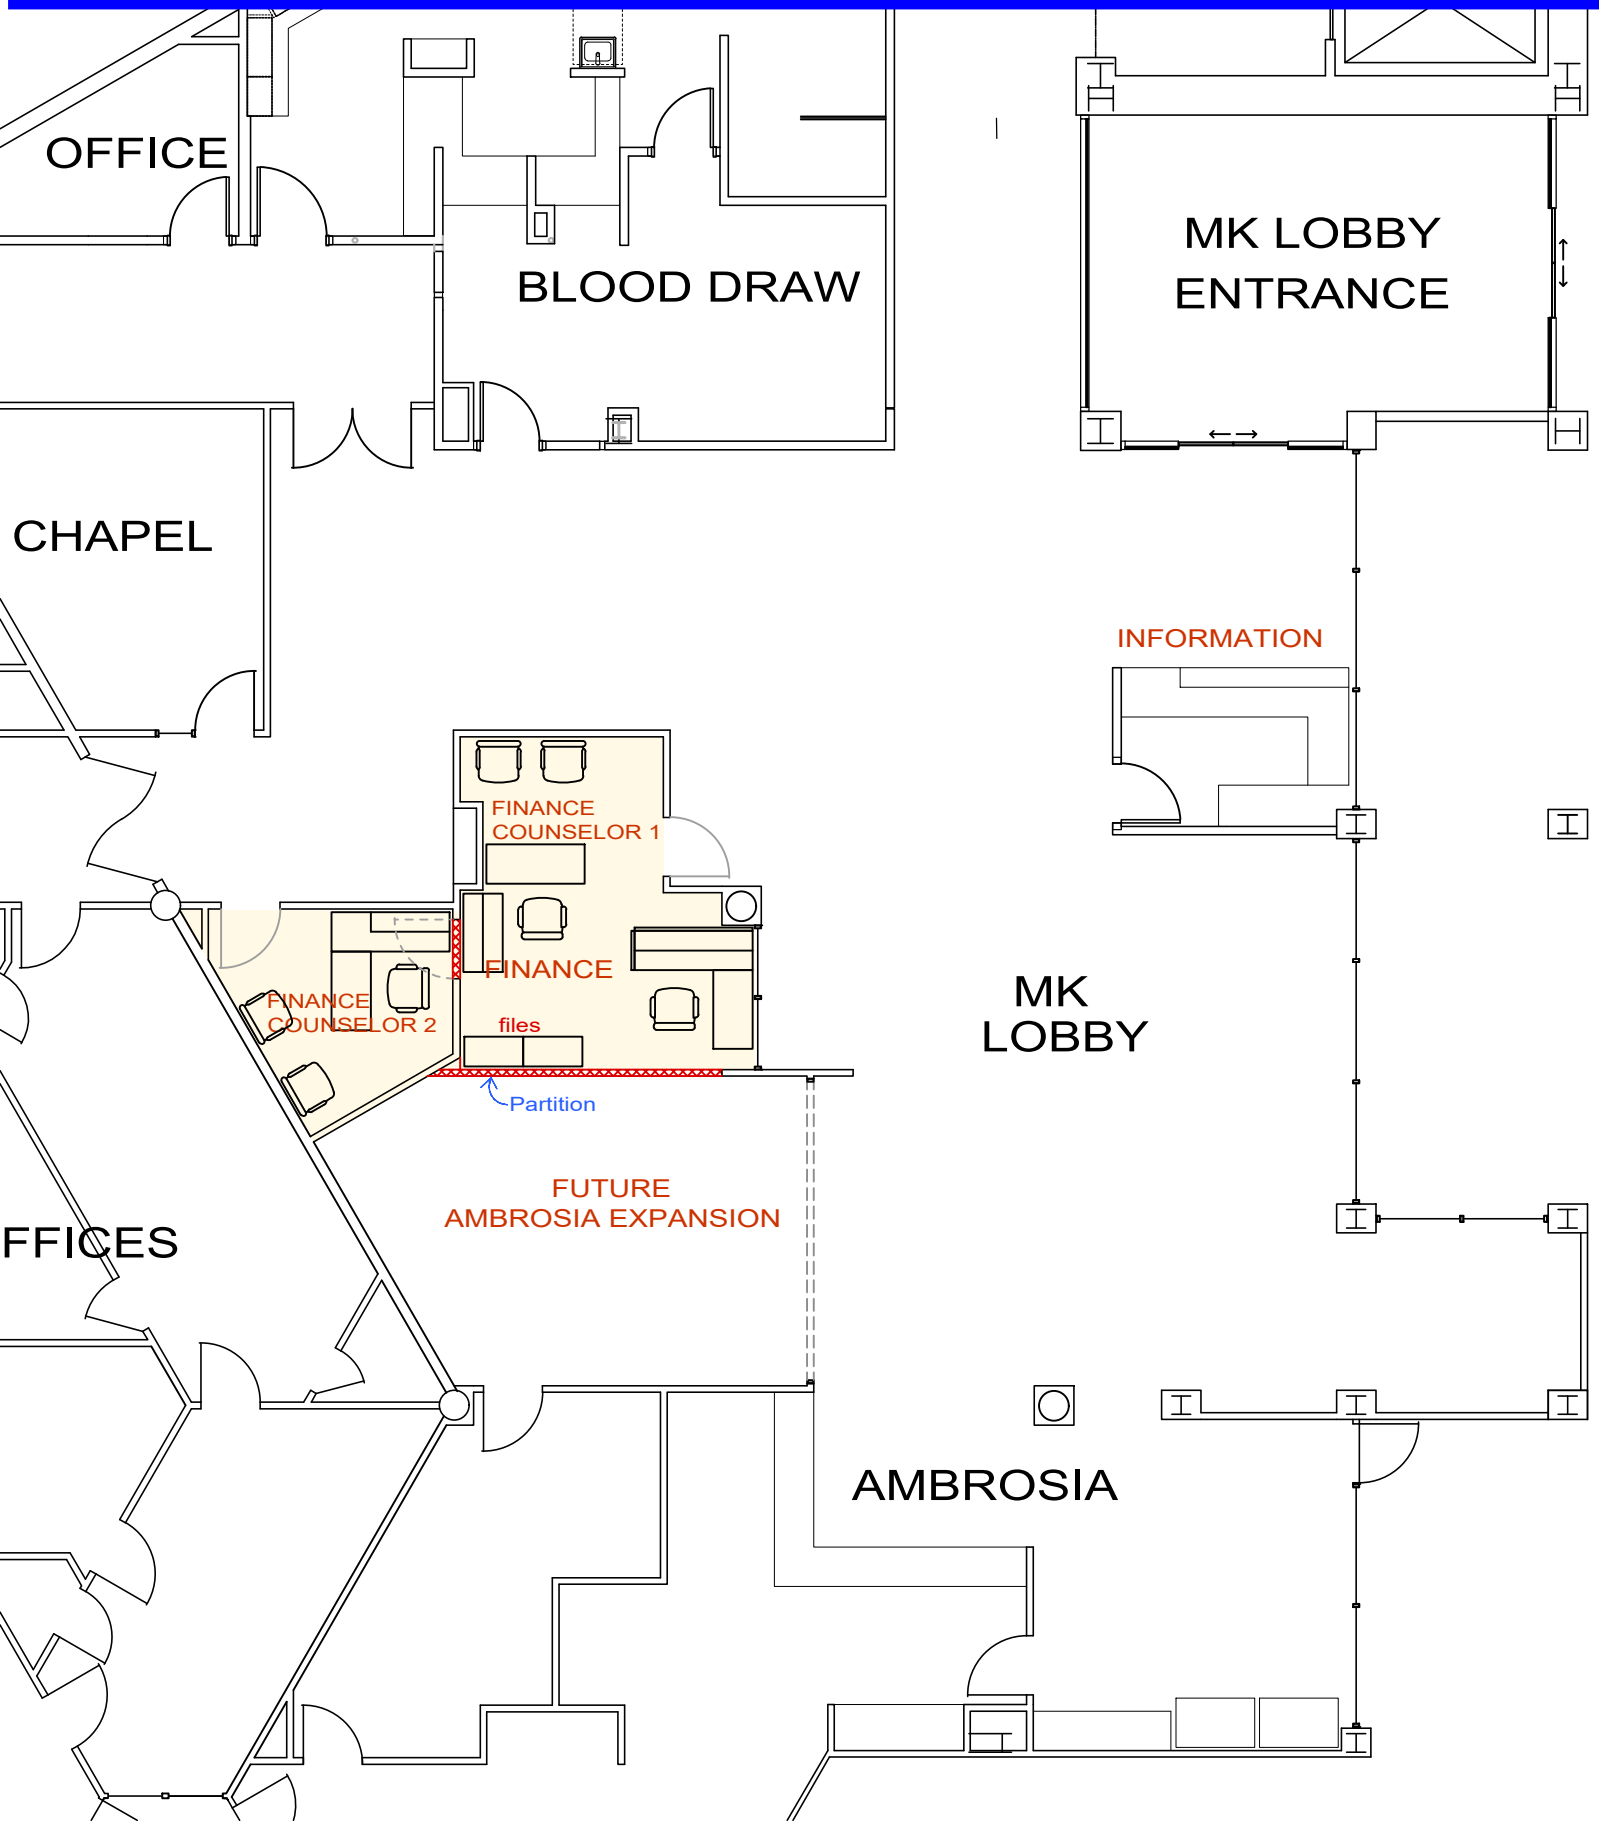 OFFICE
MK LOBBY
ENTRANCE
BLOOD DRAW
CHAPEL
INFORMATION
FINANCE
COUNSELOR 1
FINANCE
FINANCE
COUNSELOR 2
files
MK
LOBBY
Partition
FUTURE
AMBROSIA EXPANSION
FFICES
AMBROSIA